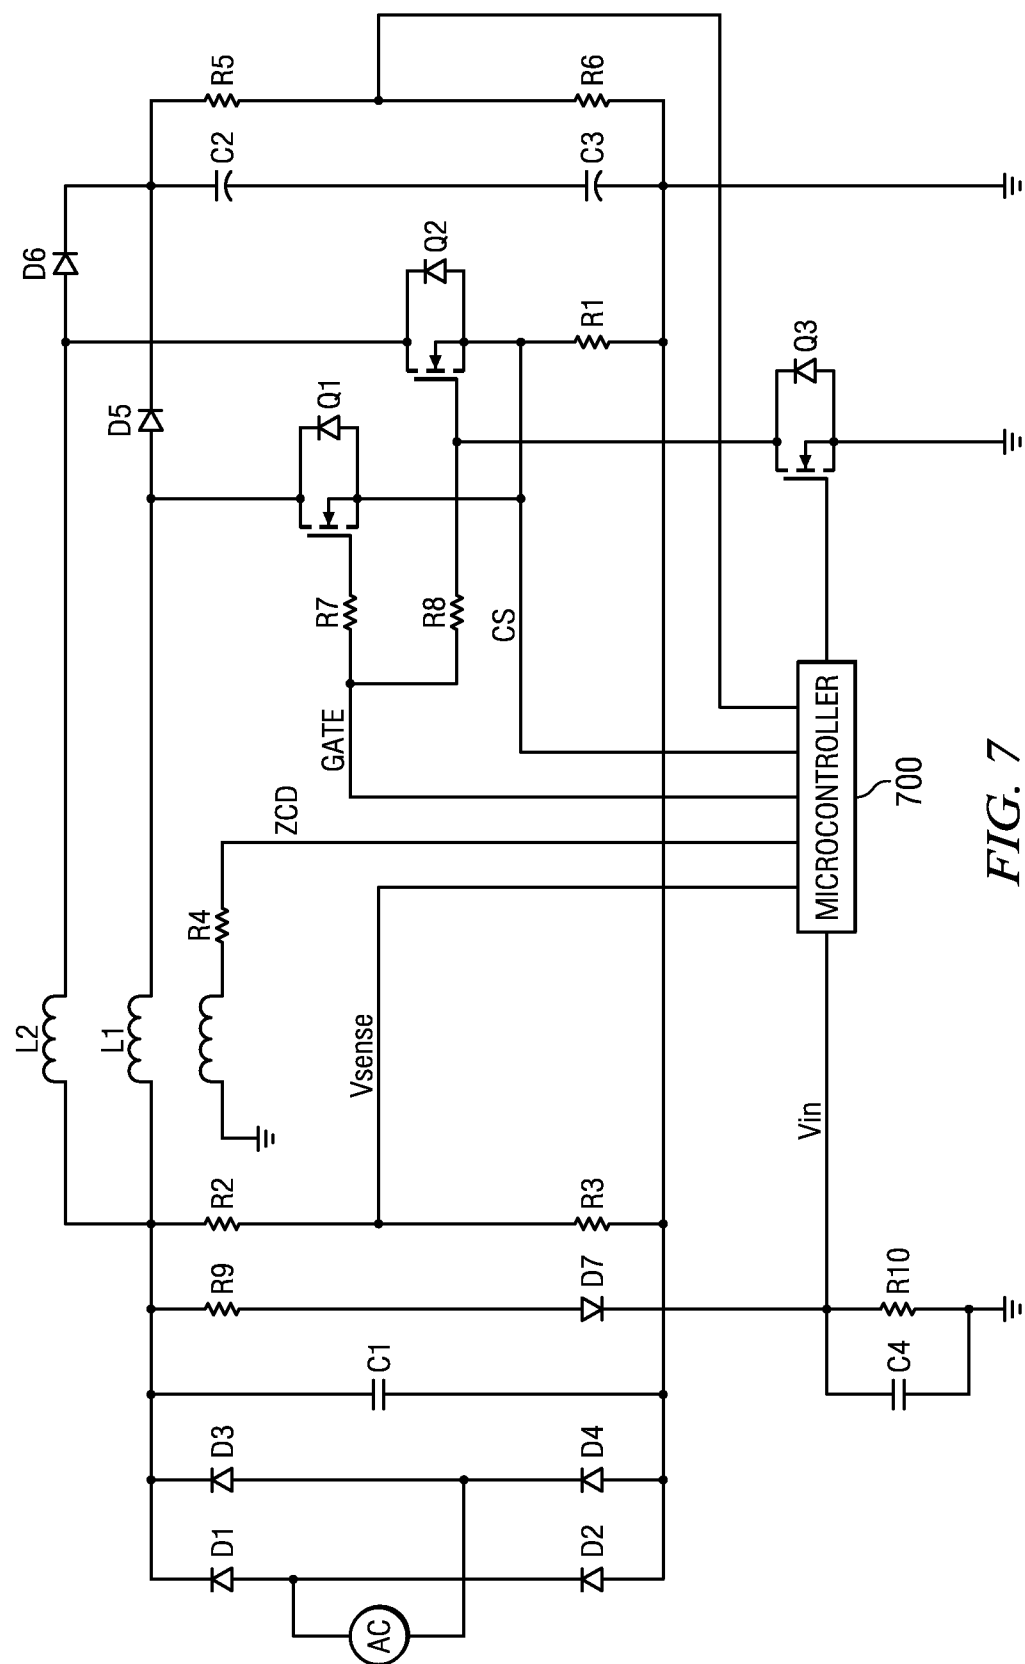 L2
D6
L1
D5
R5
R4
ZCD
C2
R2
R9
D3
D1
R7
Q1
GATE
AC
Vsense
C1
R8
Q2
CS
R6
C3
R1
R3
D7
D4
D2
Vin
MICROCONTROLLER
Q3
R10
C4
700
FIG. 7